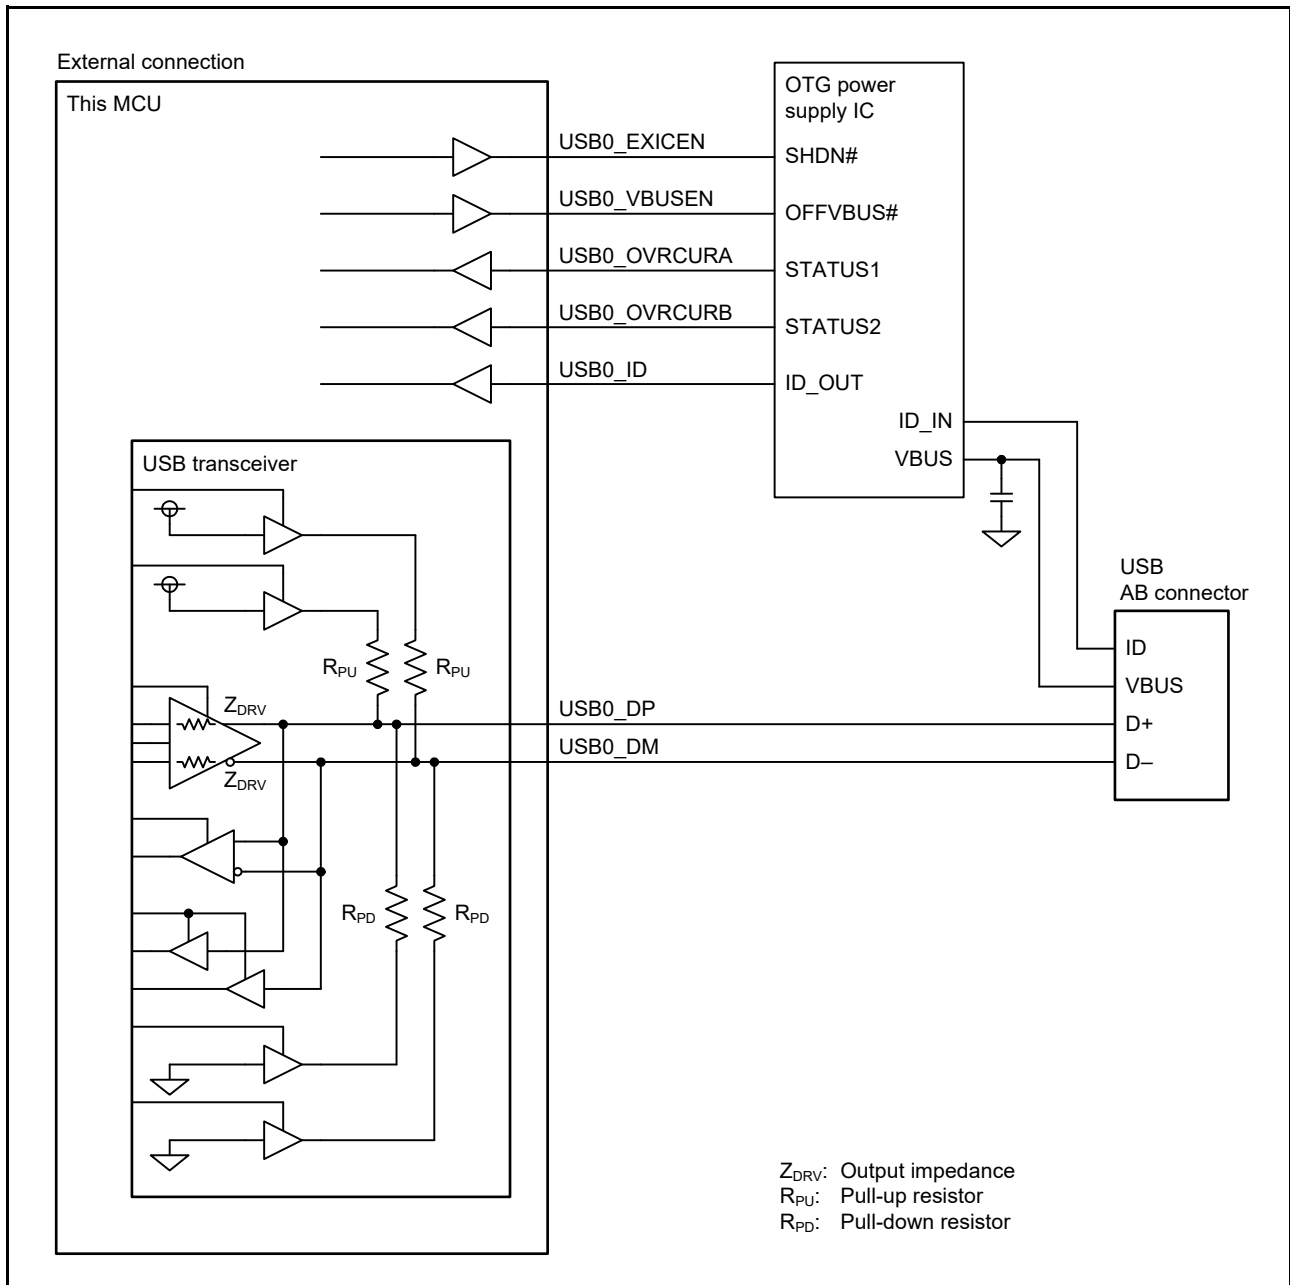 External connection
This MCU
OTG power
supply IC
USB0_EXICEN
SHDN#
USB0_VBUSEN
OFFVBUS#
USB0_OVRCURA
STATUS1
USB0_OVRCURB
STATUS2
USB0_ID
ID_OUT
ID_IN
VBUS
USB transceiver
USB
AB connector
ID
VBUS
D+
D–
RPU
RPU
ZDRV
USB0_DP
USB0_DM
ZDRV
RPD
RPD
ZDRV: Output impedance
RPU: Pull-up resistor
RPD: Pull-down resistor